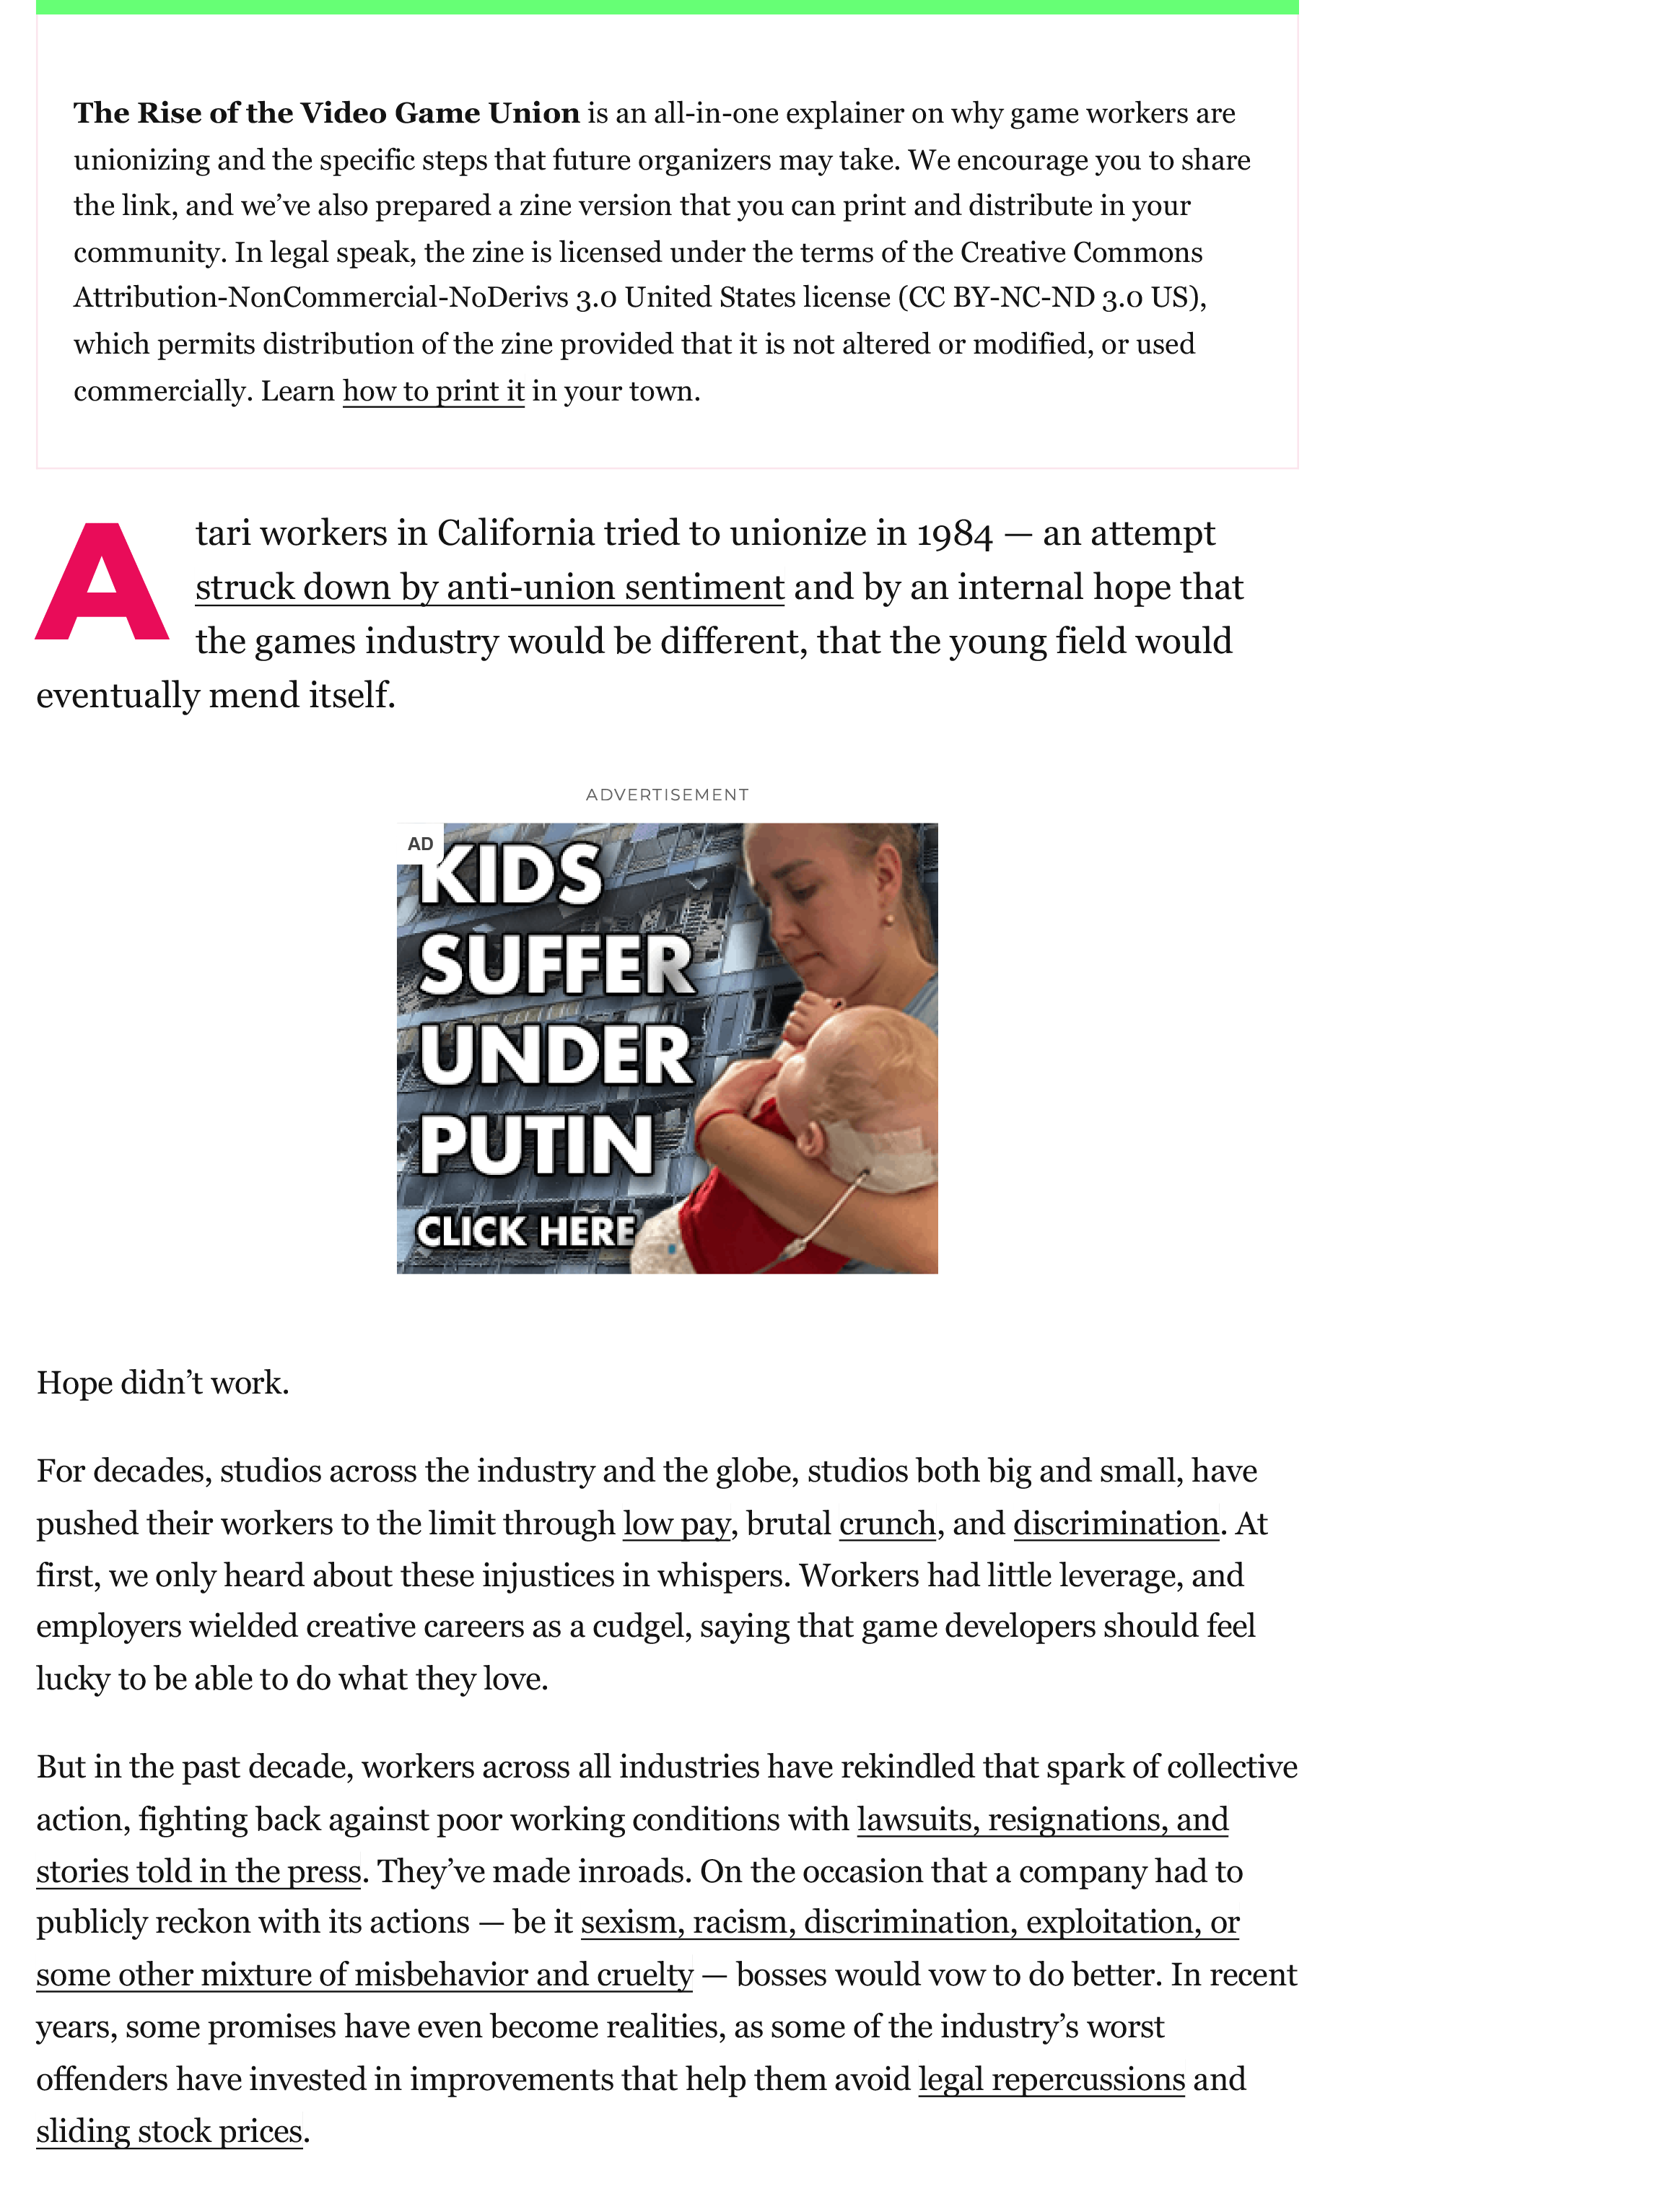 The Rise of the Video Game Union is an all-in-one explainer on why game workers are
unionizing and the specific steps that future organizers may take. We encourage you to share
the link, and we’ve also prepared a zine version that you can print and distribute in your
community. In legal speak, the zine is licensed under the terms of the Creative Commons
Attribution-NonCommercial-NoDerivs 3.0 United States license (CC BY-NC-ND 3.0 US),
which permits distribution of the zine provided that it is not altered or modified, or used
commercially. Learn how to print it in your town.
Atari workers in California tried to unionize in 1984 — an attempt
struck down by anti-union sentiment and by an internal hope that
the games industry would be different, that the young field would
eventually mend itself.
ADVERTISEMENT
AD
KIDS
SUFFER
UNDER
PUTIN
CLICK HERE
Hope didn’t work.
For decades, studios across the industry and the globe, studios both big and small, have
pushed their workers to the limit through low pay, brutal crunch, and discrimination. At
first, we only heard about these injustices in whispers. Workers had little leverage, and
employers wielded creative careers as a cudgel, saying that game developers should feel
lucky to be able to do what they love.
But in the past decade, workers across all industries have rekindled that spark of collective
action, fighting back against poor working conditions with lawsuits, resignations, and
stories told in the press. They’ve made inroads. On the occasion that a company had to
publicly reckon with its actions — be it sexism, racism, discrimination, exploitation, or
some other mixture of misbehavior and cruelty — bosses would vow to do better. In recent
years, some promises have even become realities, as some of the industry’s worst
offenders have invested in improvements that help them avoid legal repercussions and
sliding stock prices.